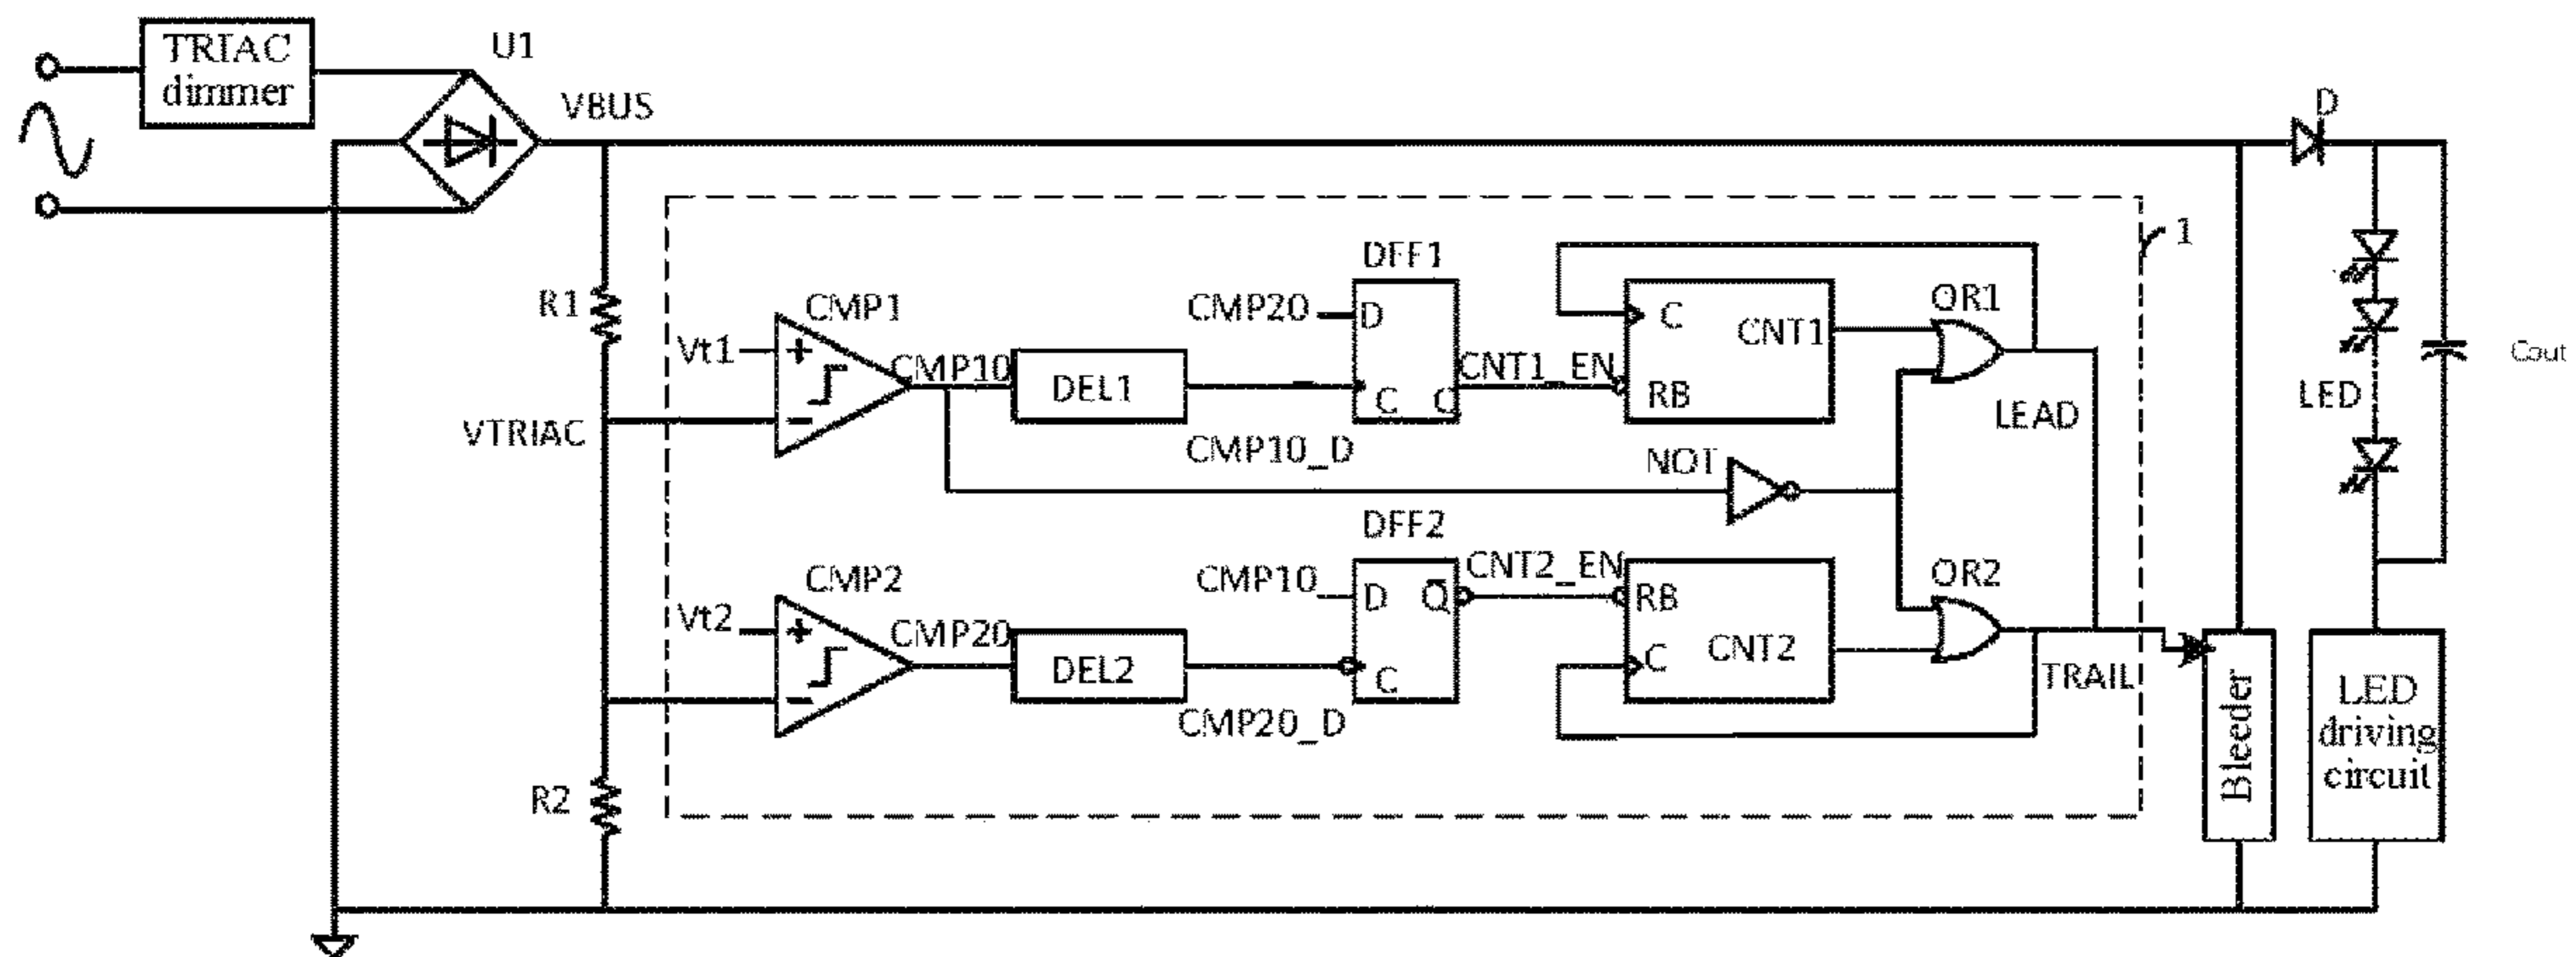 TRIAC
dimmer
U1
VBUS
D
1
DFF1
R1
CMP1
CMP20
D
C
CNT1
OR1
Vt1
+
CMP10
DEL1
CNT1_EN
Cout
C
C
RB
LED
VTRIAC
−
LEAD
CMP10_D
NOT
DFF2
CMP2
CMP10
D
Q̅
CNT2_EN
RB
OR2
Vt2
+
CMP20
DEL2
CNT2
C
C
TRAIL
−
CMP20_D
R2
Bleeder
LED
driving
circuit